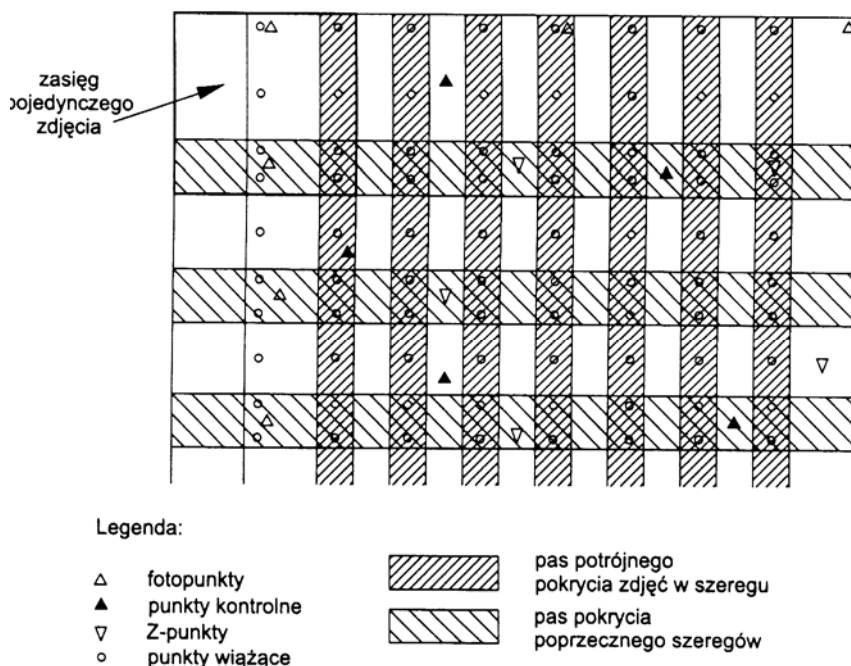 zasięg
pojedynczego
zdjęcia
Legenda:
fotopunkty
punkty kontrolne
Z-punkty
punkty wiążące
pas potrójnego
pokrycia zdjęć w szeregu
pas pokrycia
poprzecznego szeregów